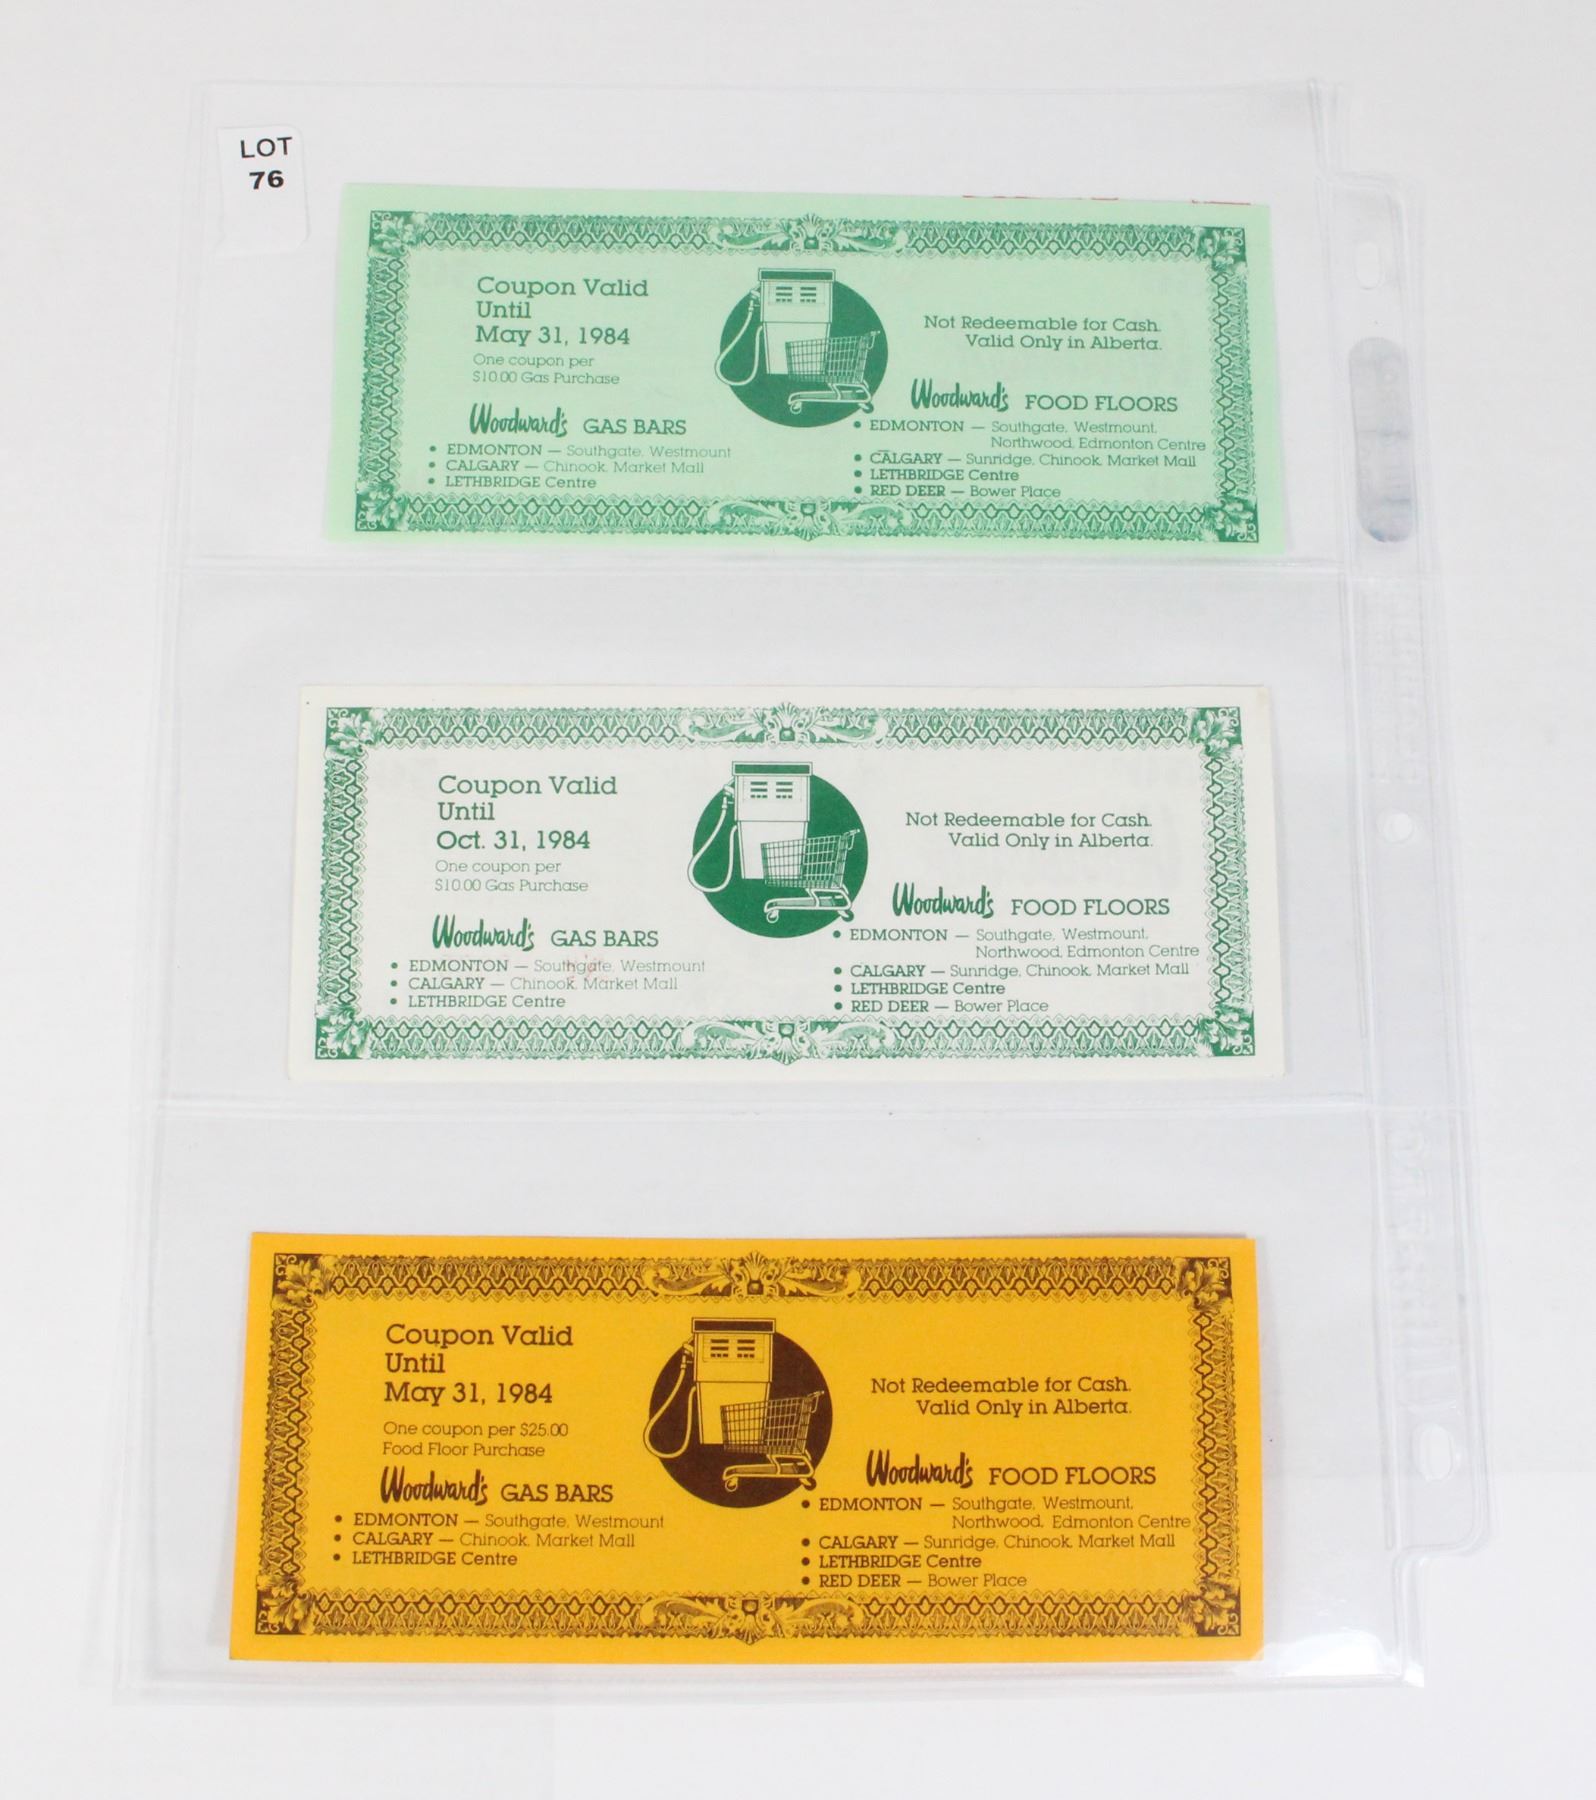 LOT
76
Coupon Valid
Until
May 31, 1984
One coupon per
$10.00 Gas Purchase
Woodward's GAS BARS
• EDMONTON — Southgate, Westmount
• CALGARY — Chinook, Market Mall
• LETHBRIDGE Centre
Not Redeemable for Cash.
Valid Only in Alberta.
Woodward's FOOD FLOORS
• EDMONTON — Southgate, Westmount,
Northwood, Edmonton Centre
• CALGARY — Sunridge, Chinook, Market Mall
• LETHBRIDGE Centre
• RED DEER — Bower Place
Coupon Valid
Until
Oct. 31, 1984
One coupon per
$10.00 Gas Purchase
Woodward's GAS BARS
• EDMONTON — Southgate, Westmount
• CALGARY — Chinook, Market Mall
• LETHBRIDGE Centre
Not Redeemable for Cash.
Valid Only in Alberta.
Woodward's FOOD FLOORS
• EDMONTON — Southgate, Westmount,
Northwood, Edmonton Centre
• CALGARY — Sunridge, Chinook, Market Mall
• LETHBRIDGE Centre
• RED DEER — Bower Place
Coupon Valid
Until
May 31, 1984
One coupon per $25.00
Food Floor Purchase
Woodward's GAS BARS
• EDMONTON — Southgate, Westmount
• CALGARY — Chinook, Market Mall
• LETHBRIDGE Centre
Not Redeemable for Cash.
Valid Only in Alberta.
Woodward's FOOD FLOORS
• EDMONTON — Southgate, Westmount,
Northwood, Edmonton Centre
• CALGARY — Sunridge, Chinook, Market Mall
• LETHBRIDGE Centre
• RED DEER — Bower Place